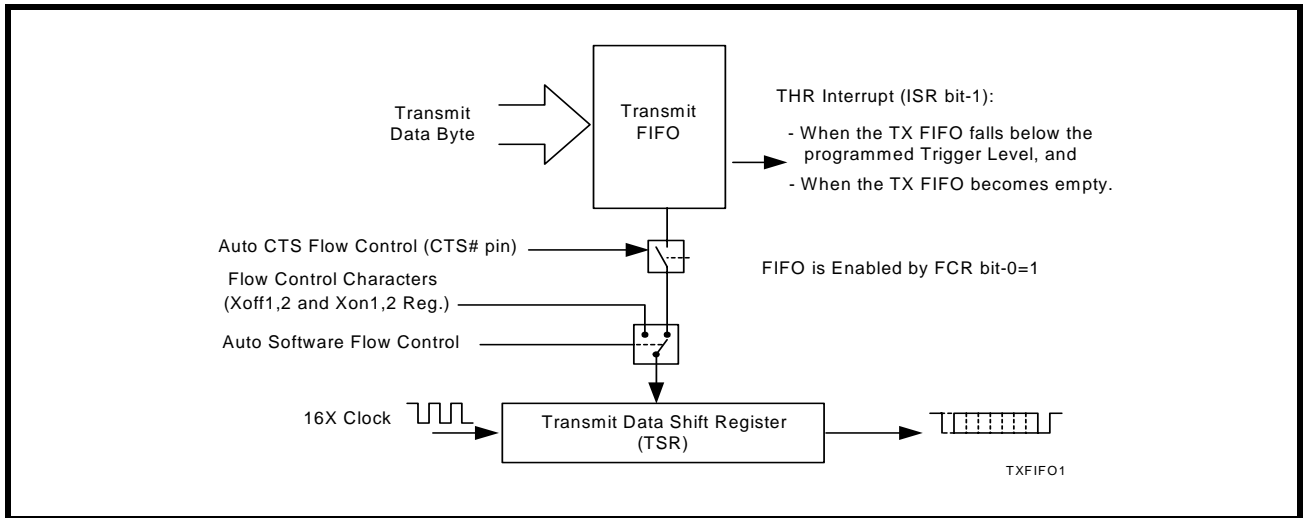 Transmit
Data Byte
Transmit
FIFO
THR Interrupt (ISR bit-1):
- When the TX FIFO falls below the
programmed Trigger Level, and
- When the TX FIFO becomes empty.
Auto CTS Flow Control (CTS# pin)
FIFO is Enabled by FCR bit-0=1
Flow Control Characters
(Xoff1,2 and Xon1,2 Reg.)
Auto Software Flow Control
16X Clock
Transmit Data Shift Register
(TSR)
TXFIFO1